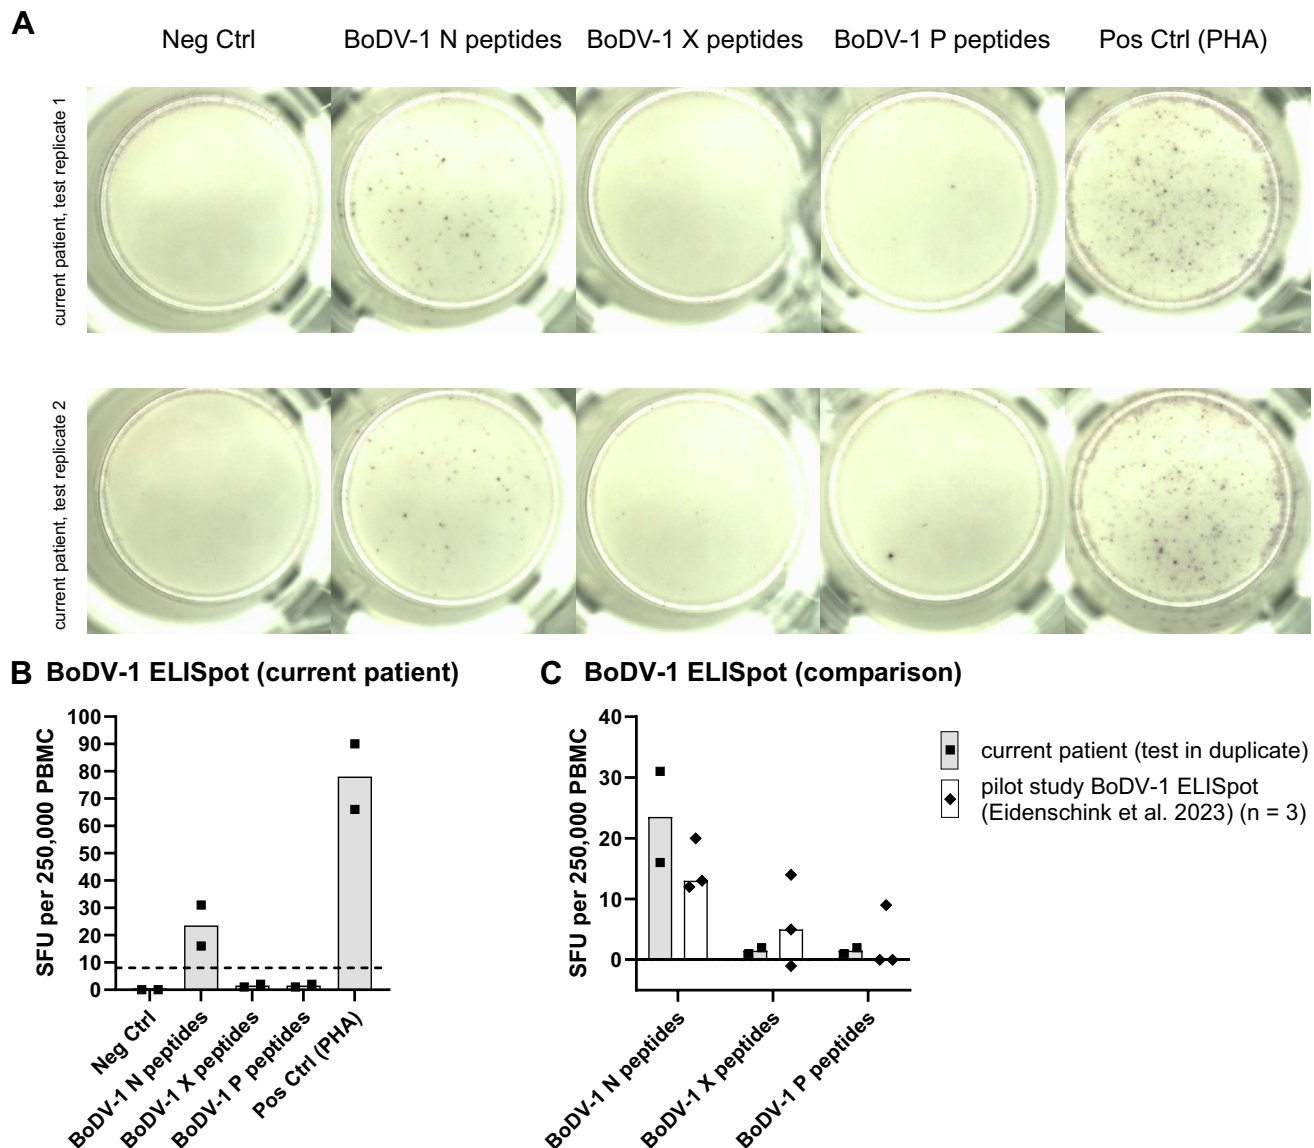 A
Neg Ctrl
BoDV-1 N peptides
BoDV-1 X peptides
BoDV-1 P peptides
Pos Ctrl (PHA)
current patient, test replicate 1
current patient, test replicate 2
B BoDV-1 ELISpot (current patient)
SFU per 250,000 PBMC
100
90
80
70
60
50
40
30
20
10
0
Neg Ctrl
BoDV-1 N peptides
BoDV-1 X peptides
BoDV-1 P peptides
Pos Ctrl (PHA)
C BoDV-1 ELISpot (comparison)
SFU per 250,000 PBMC
40
30
20
10
0
BoDV-1 N peptides
BoDV-1 X peptides
BoDV-1 P peptides
current patient (test in duplicate)
pilot study BoDV-1 ELISpot
(Eidenschink et al. 2023) (n = 3)